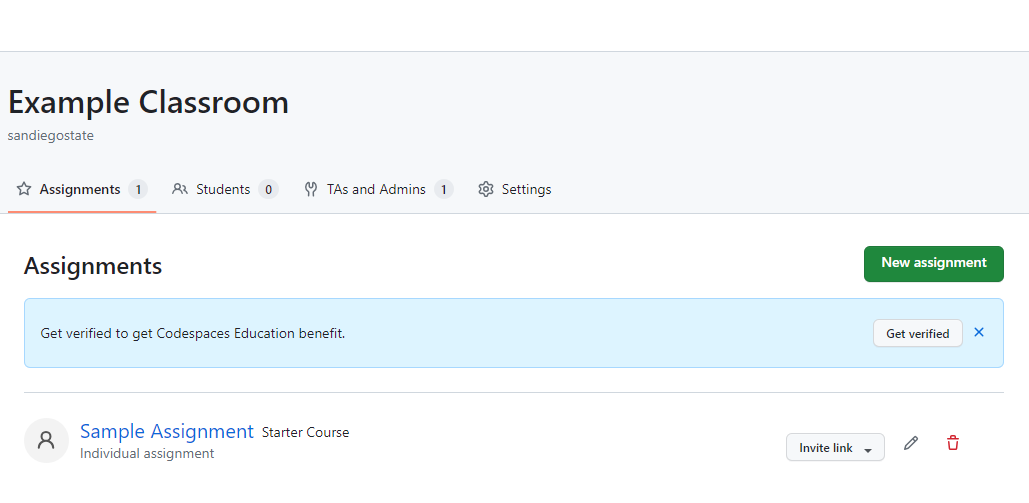 Example Classroom
sandiegostate
Assignments 1 Students 0 TAs and Admins 1 Settings
Assignments New assignment
Get verified to get Codespaces Education benefit. Get verified
Sample Assignment Starter Course
Individual assignment
Invite link